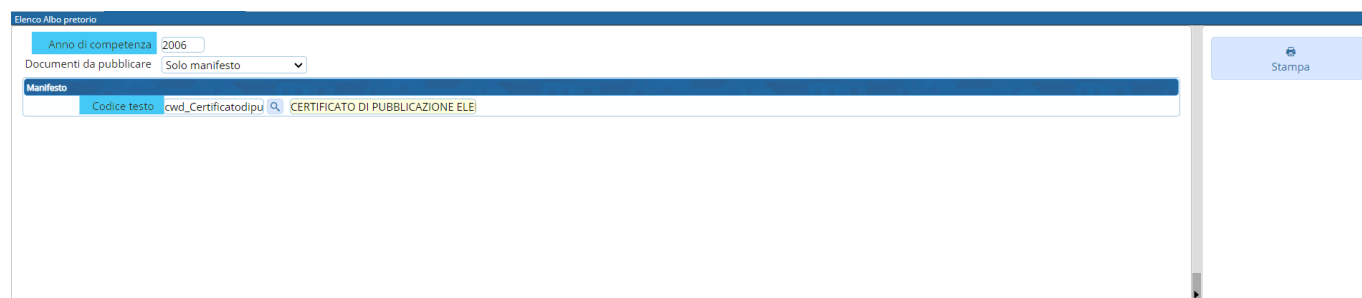 Elenco Albo pretorio
Anno di competenza 2006
Stampa
Documenti da pubblicare Solo manifesto
Manifesto
Codice testo cwd_Certificatodipu CERTIFICATO DI PUBBLICAZIONE ELE